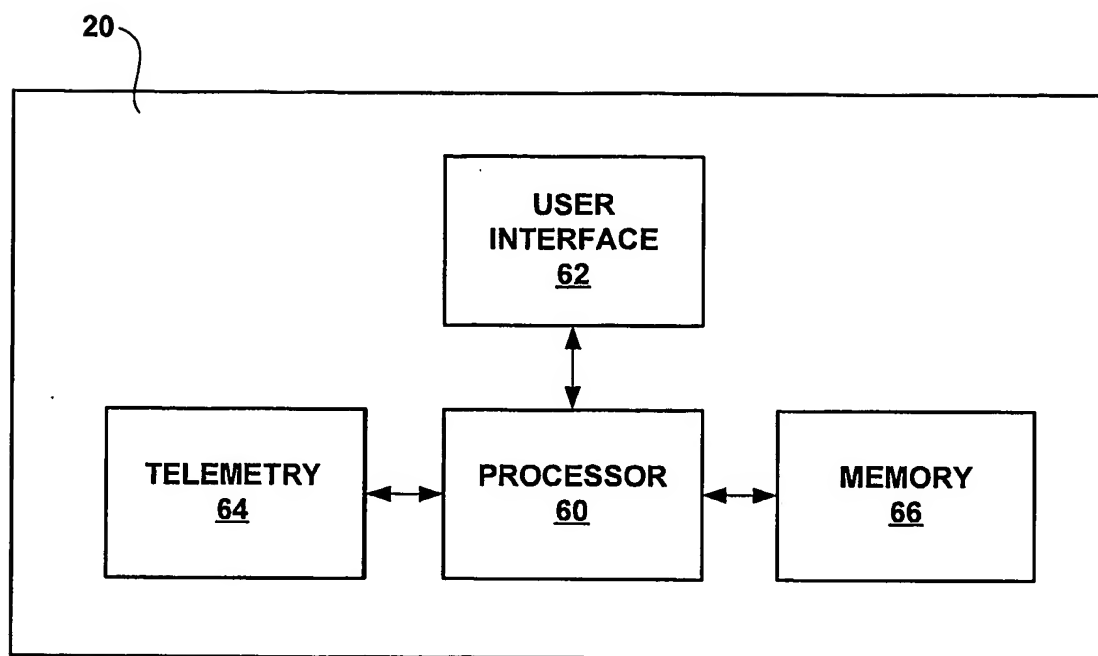 20
USER
INTERFACE
62
TELEMETRY
64
PROCESSOR
60
MEMORY
66